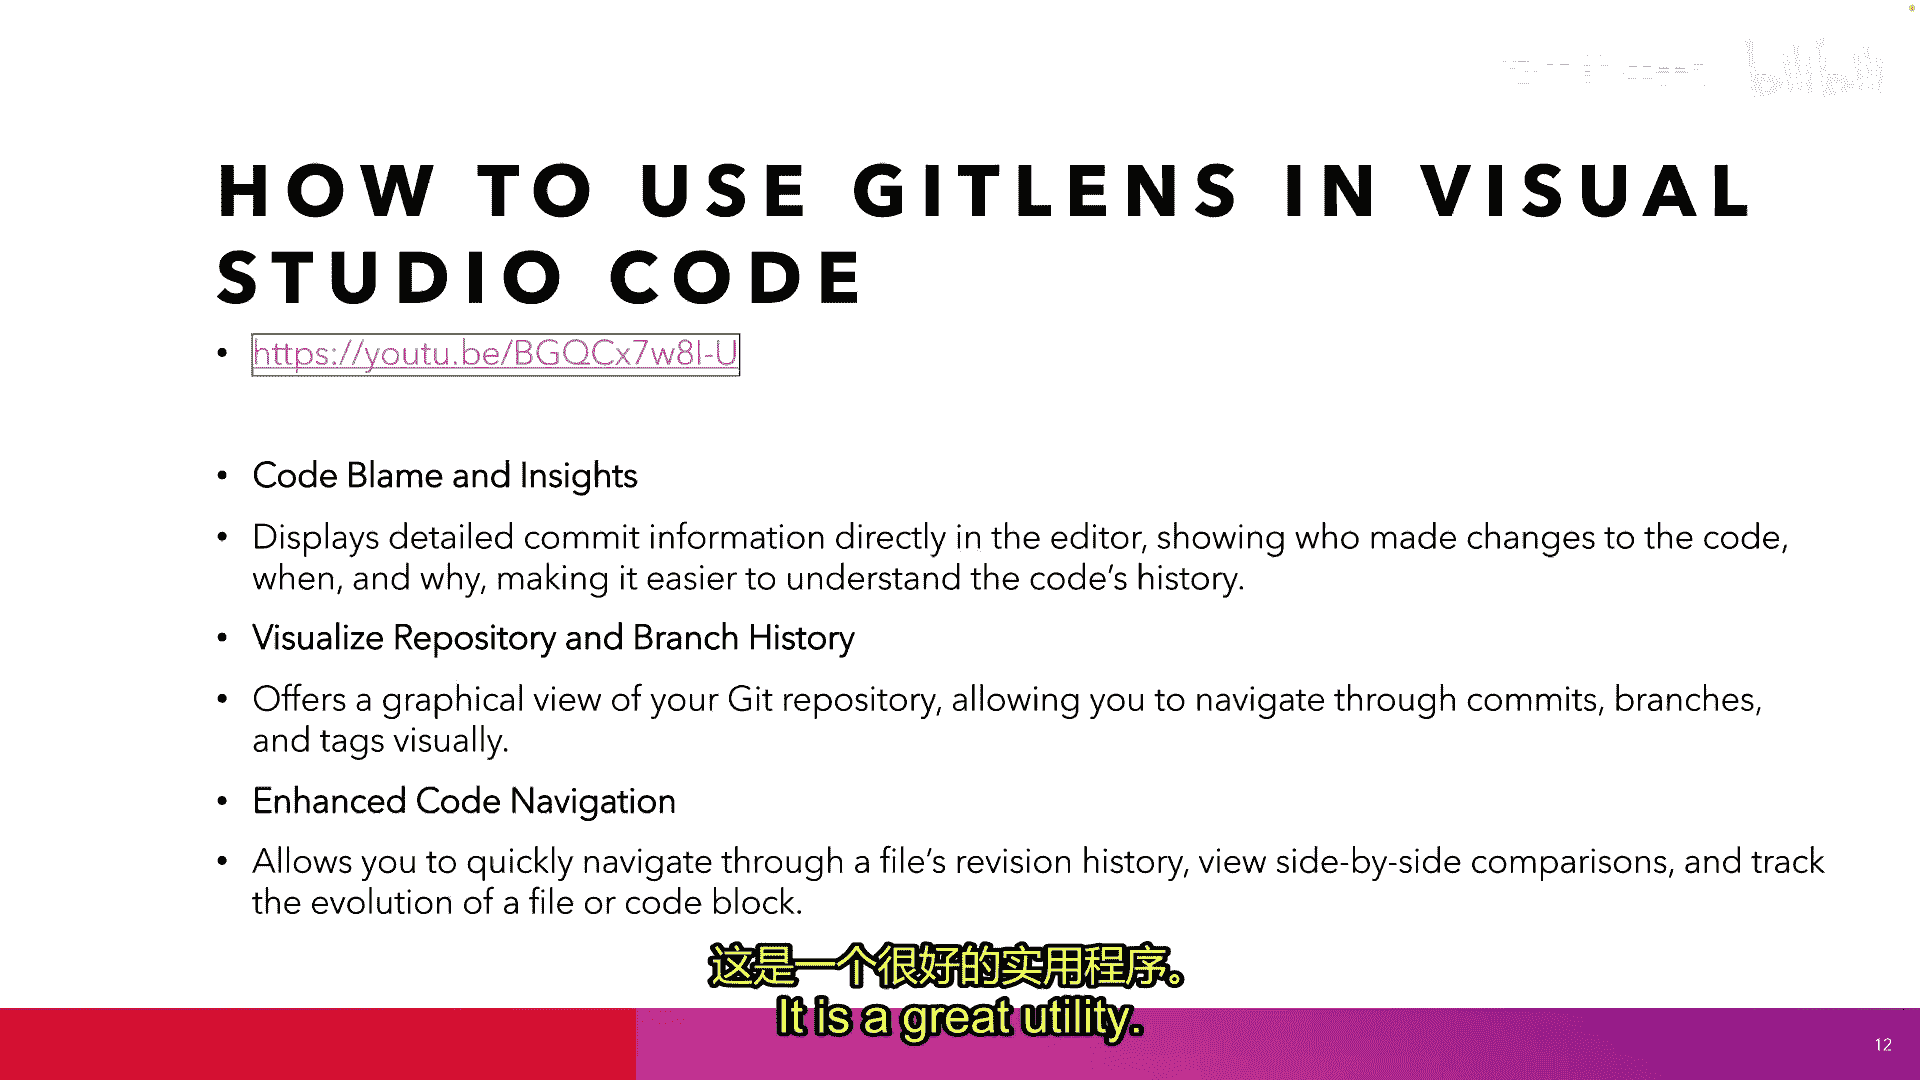 bilibili
HOW TO USE GITLENS IN VISUAL
STUDIO CODE
• https://youtu.be/BGQCx7w8I-U
• Code Blame and Insights
• Displays detailed commit information directly in the editor, showing who made changes to the code,
when, and why, making it easier to understand the code’s history.
• Visualize Repository and Branch History
• Offers a graphical view of your Git repository, allowing you to navigate through commits, branches,
and tags visually.
• Enhanced Code Navigation
• Allows you to quickly navigate through a file’s revision history, view side-by-side comparisons, and track
the evolution of a file or code block.
这是一个很好的实用程序。
It is a great utility.
12